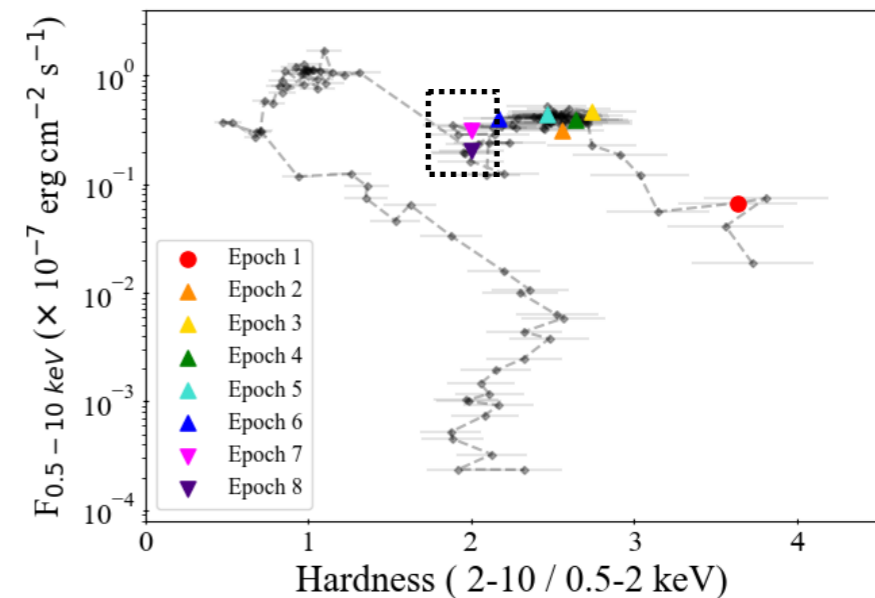 F0.5 − 10 keV (× 10−7 erg cm−2 s−1)
10^0
10^−1
10^−2
10^−3
10^−4
Epoch 1
Epoch 2
Epoch 3
Epoch 4
Epoch 5
Epoch 6
Epoch 7
Epoch 8
0 1 2 3 4
Hardness ( 2-10 / 0.5-2 keV)